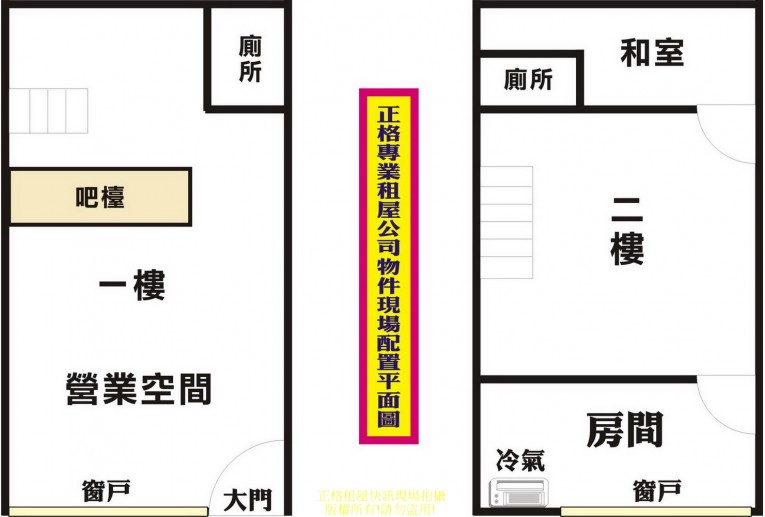 廁所
吧檯
一樓
營業空間
窗戶
大門
正格專業租屋公司物件現場配置平面圖
正格租屋快訊現場拍攝
版權所有!請勿盜用!
和室
廁所
二樓
房間
冷氣
窗戶